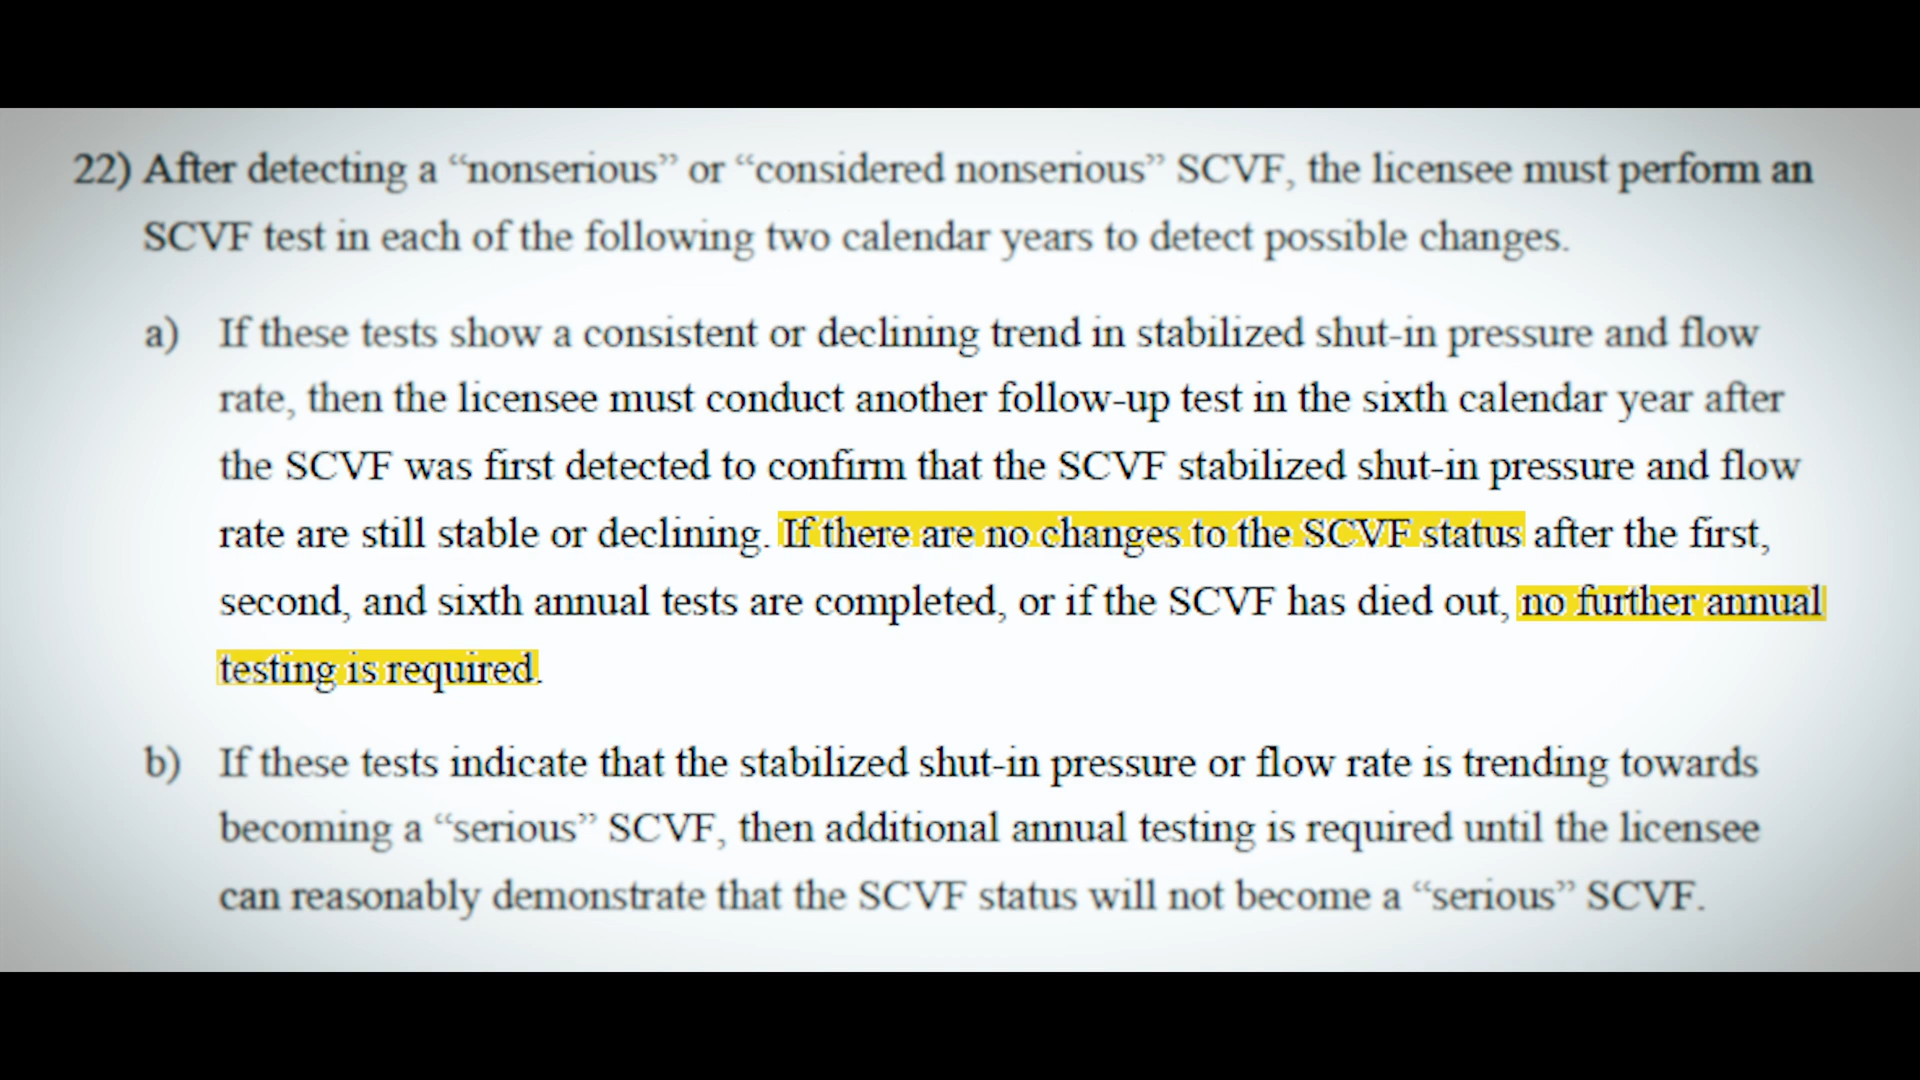 22) After detecting a “nonserious” or “considered nonserious” SCVF, the licensee must perform an
SCVF test in each of the following two calendar years to detect possible changes.
a) If these tests show a consistent or declining trend in stabilized shut-in pressure and flow
rate, then the licensee must conduct another follow-up test in the sixth calendar year after
the SCVF was first detected to confirm that the SCVF stabilized shut-in pressure and flow
rate are still stable or declining. If there are no changes to the SCVF status after the first,
second, and sixth annual tests are completed, or if the SCVF has died out, no further annual
testing is required.
b) If these tests indicate that the stabilized shut-in pressure or flow rate is trending towards
becoming a “serious” SCVF, then additional annual testing is required until the licensee
can reasonably demonstrate that the SCVF status will not become a “serious” SCVF.